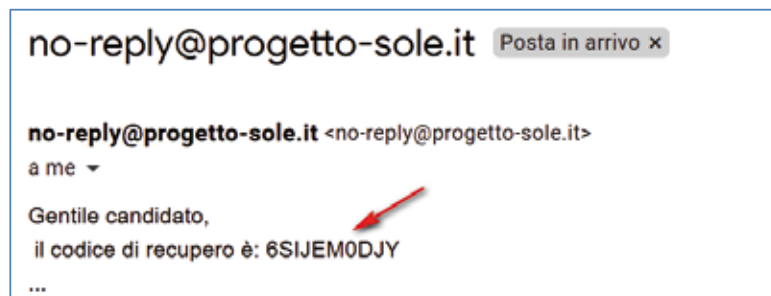 no-reply@progetto-sole.it Posta in arrivo x
no-reply@progetto-sole.it <no-reply@progetto-sole.it>
a me
Gentile candidato,
il codice di recupero è: 6SIJEM0DJY
...